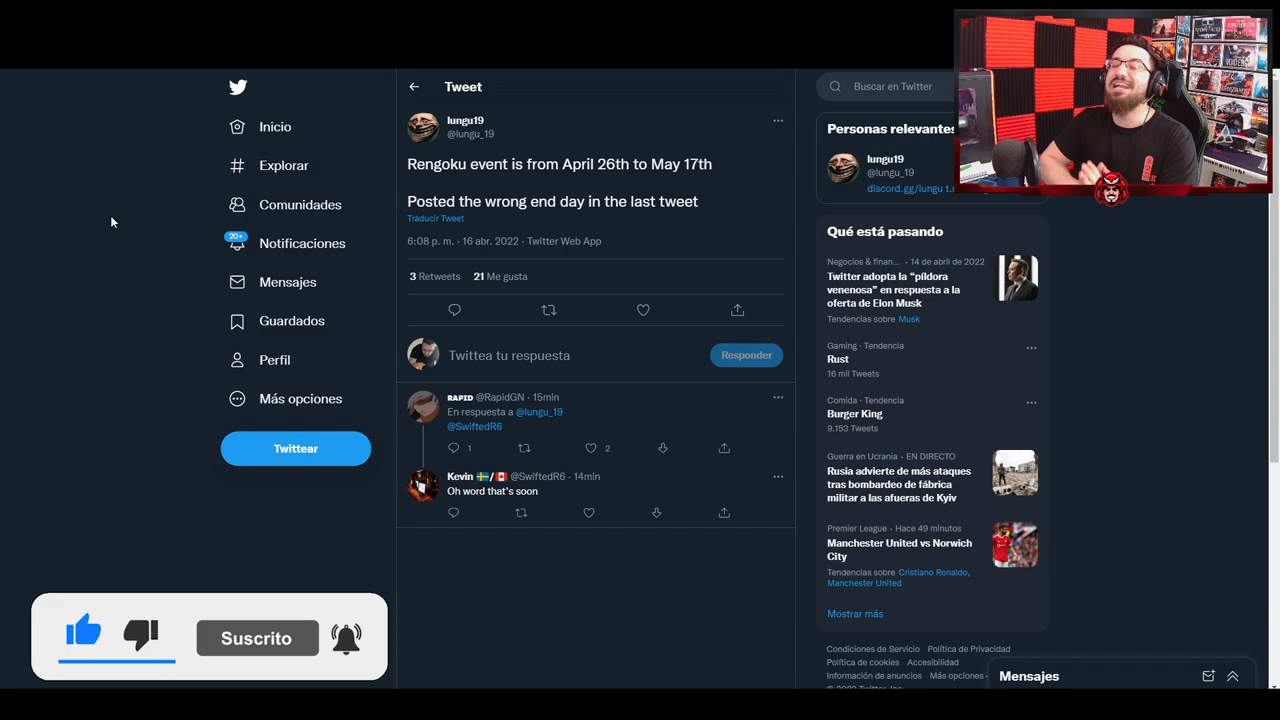 Inicio
Explorar
Comunidades
20+
Notificaciones
Mensajes
Guardados
Perfil
Más opciones
Twittear
Suscrito
Tweet
lungu19
@lungu_19
Rengoku event is from April 26th to May 17th
Posted the wrong end day in the last tweet
Traducir Tweet
6:08 p. m. · 16 abr. 2022 · Twitter Web App
3 Retweets 21 Me gusta
Twittea tu respuesta
Responder
RAPID @RapidGN · 15min
En respuesta a @lungu_19
@SwiftedR6
1 2
Kevin / @SwiftedR6 · 14min
Oh word that's soon
Buscar en Twitter
Personas relevantes
lungu19
@lungu_19
discord.gg/lungu
Qué está pasando
Negocios & finan... · 14 de abril de 2022
Twitter adopta la “píldora
venenosa” en respuesta a la
oferta de Elon Musk
Tendencias sobre Musk
Gaming · Tendencia
Rust
16 mil Tweets
Comida · Tendencia
Burger King
9.153 Tweets
Guerra en Ucrania · EN DIRECTO
Rusia advierte de más ataques
tras bombardeo de fábrica
militar a las afueras de Kyiv
Premier League · Hace 49 minutos
Manchester United vs Norwich
City
Tendencias sobre Cristiano Ronaldo,
Manchester United
Mostrar más
Condiciones de Servicio Política de Privacidad
Política de cookies Accesibilidad
Información de anuncios Más opciones
Mensajes